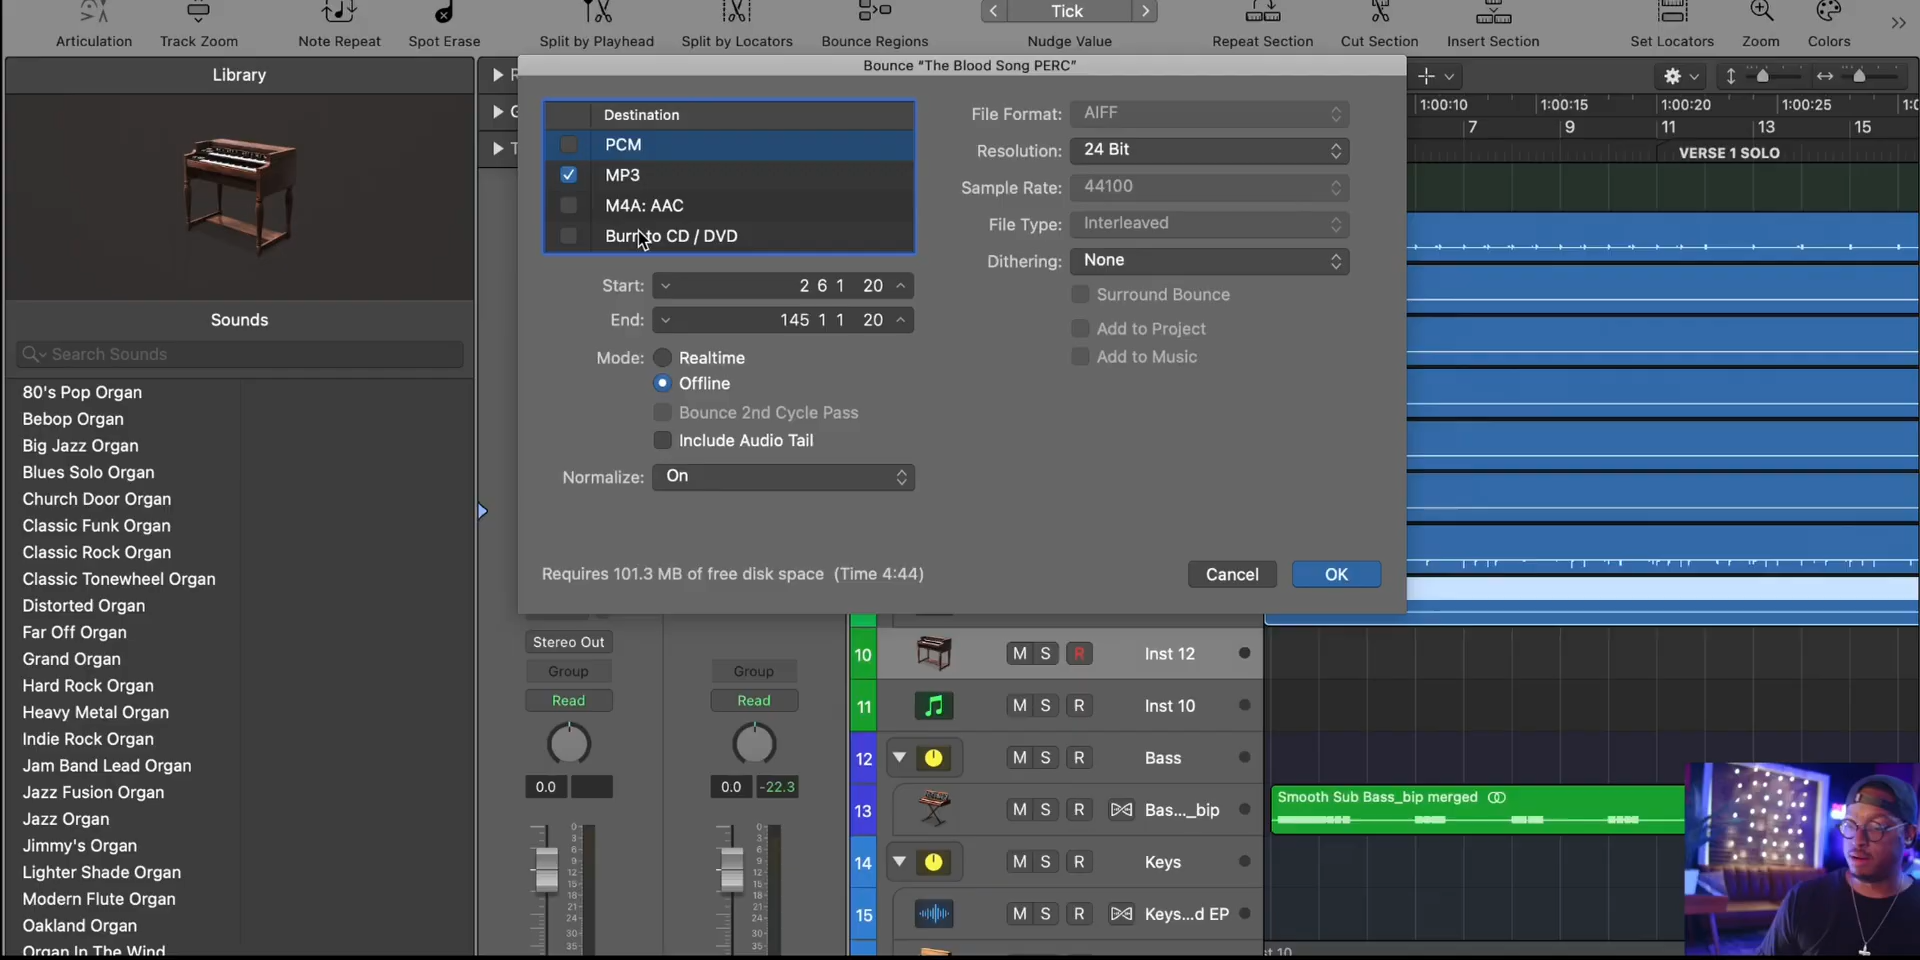 Tick
Articulation
Track Zoom
Note Repeat
Spot Erase
Split by Playhead
Split by Locators
Bounce Regions
Nudge Value
Repeat Section
Cut Section
Insert Section
Set Locators
Zoom
Colors
Library
Sounds
Search Sounds
80's Pop Organ
Bebop Organ
Big Jazz Organ
Blues Solo Organ
Church Door Organ
Classic Funk Organ
Classic Rock Organ
Classic Tonewheel Organ
Distorted Organ
Far Off Organ
Grand Organ
Hard Rock Organ
Heavy Metal Organ
Indie Rock Organ
Jam Band Lead Organ
Jazz Fusion Organ
Jazz Organ
Jimmy's Organ
Lighter Shade Organ
Modern Flute Organ
Oakland Organ
Organ In The Wind
Bounce “The Blood Song PERC”
Destination
PCM
MP3
M4A: AAC
Burn to CD / DVD
Start: 2 6 1 20
End: 145 1 1 20
Mode: Realtime
Offline
Bounce 2nd Cycle Pass
Include Audio Tail
Normalize: On
File Format: AIFF
Resolution: 24 Bit
Sample Rate: 44100
File Type: Interleaved
Dithering: None
Surround Bounce
Add to Project
Add to Music
Requires 101.3 MB of free disk space (Time 4:44)
Cancel
OK
1:00:10 1:00:15 1:00:20 1:00:25
7 9 11 13 15
VERSE 1 SOLO
Stereo Out
Group Group
Read Read
0.0 0.0 -22.3
10 M S R Inst 12
11 M S R Inst 10
12 M S R Bass
13 M S R Bas..._bip
14 M S R Keys
15 M S R Keys...d EP
Smooth Sub Bass_bip merged